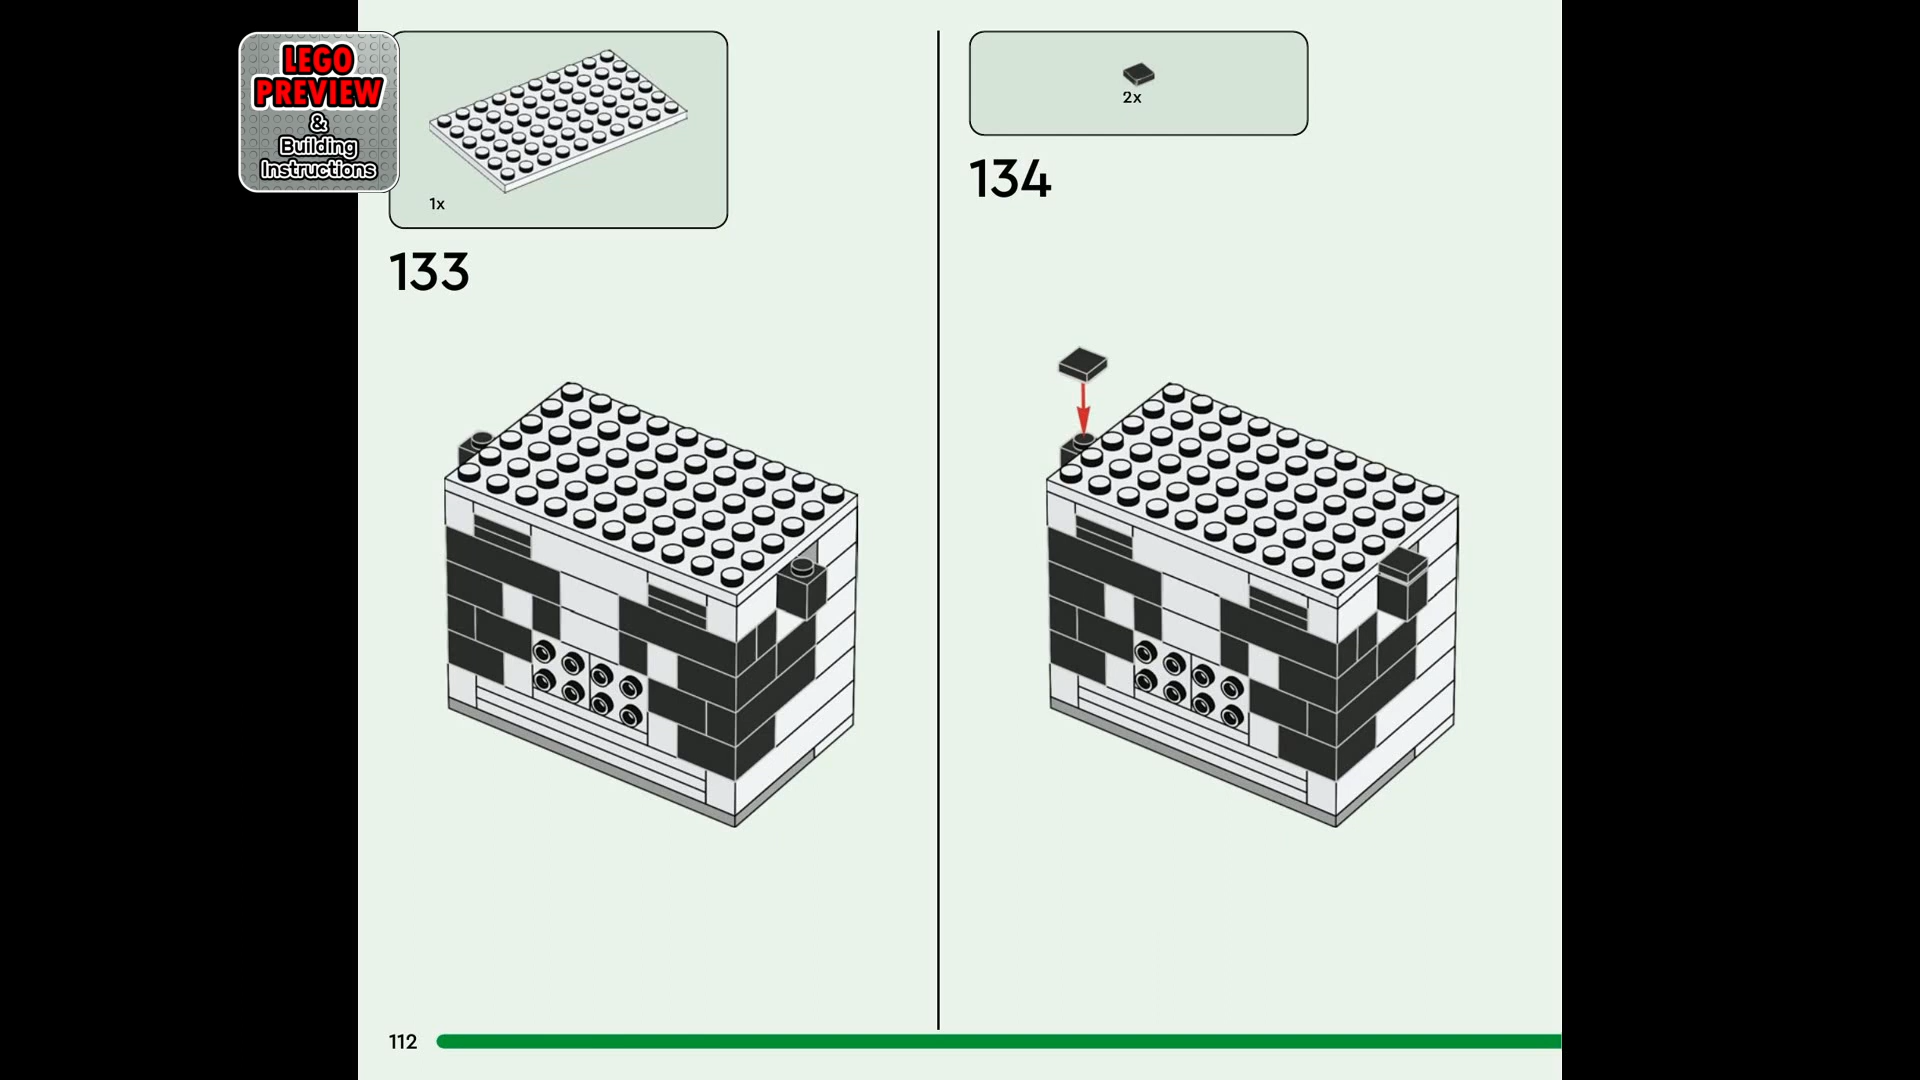 LEGO
PREVIEW
&
Building
Instructions
1x
133
2x
134
112